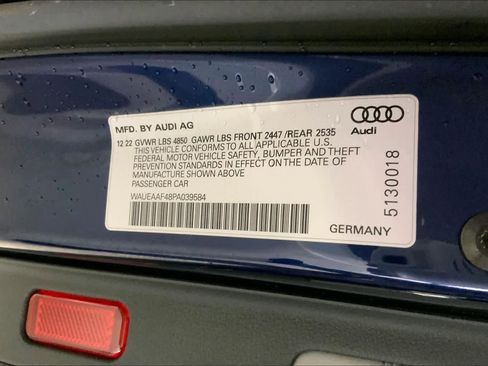 MFD. BY AUDI AG
12 22 GVWR LBS 4850 GAWR LBS FRONT 2447 /REAR 2535
THIS VEHICLE CONFORMS TO ALL APPLICABLE U.S.
FEDERAL MOTOR VEHICLE SAFETY, BUMPER AND THEFT
PREVENTION STANDARDS IN EFFECT ON THE DATE OF
MANUFACTURE SHOWN ABOVE
PASSENGER CAR
WAUEAAF48PA039584
Audi
5130018
GERMANY